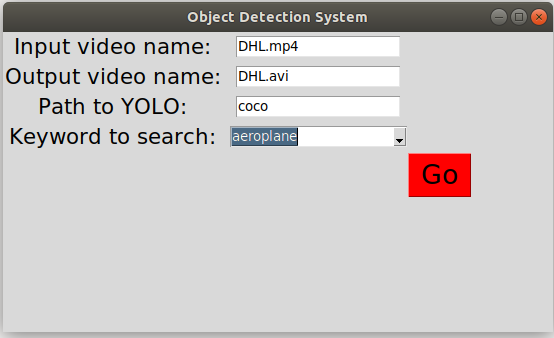 Object Detection System
Input video name: DHL.mp4
Output video name: DHL.avi
Path to YOLO: coco
Keyword to search: aeroplane
Go